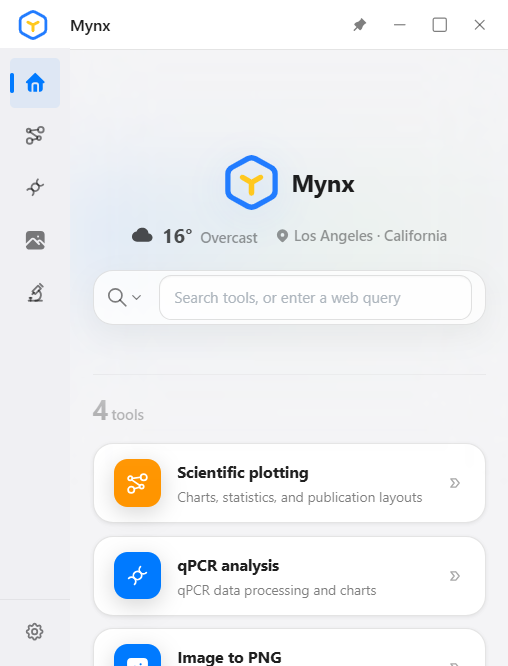 Mynx
Mynx
16° Overcast Los Angeles · California
Search tools, or enter a web query
4 tools
Scientific plotting
Charts, statistics, and publication layouts
qPCR analysis
qPCR data processing and charts
Image to PNG